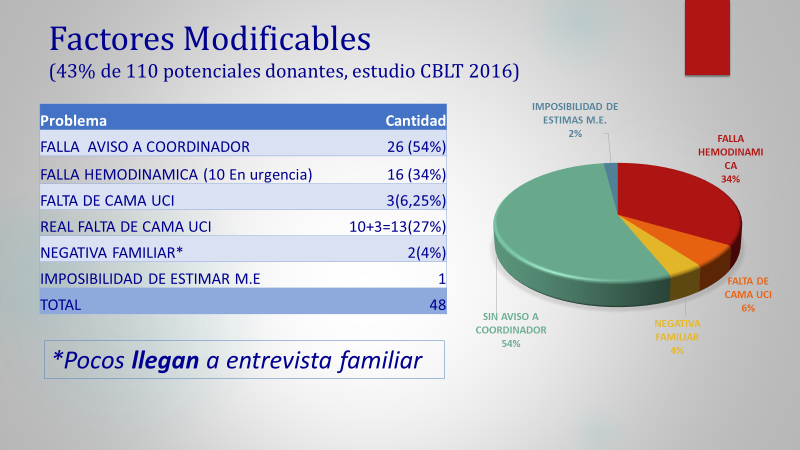 Factores Modificables
(43% de 110 potenciales donantes, estudio CBLT 2016)
Problema Cantidad
FALLA AVISO A COORDINADOR 26 (54%)
FALLA HEMODINAMICA (10 En urgencia) 16 (34%)
FALTA DE CAMA UCI 3(6,25%)
REAL FALTA DE CAMA UCI 10+3=13(27%)
NEGATIVA FAMILIAR* 2(4%)
IMPOSIBILIDAD DE ESTIMAR M.E 1
TOTAL 48
*Pocos llegan a entrevista familiar
IMPOSIBILIDAD DE
ESTIMAS M.E.
2%
FALLA
HEMODINAMI
CA
34%
FALTA DE
CAMA UCI
6%
NEGATIVA
FAMILIAR
4%
SIN AVISO A
COORDINADOR
54%